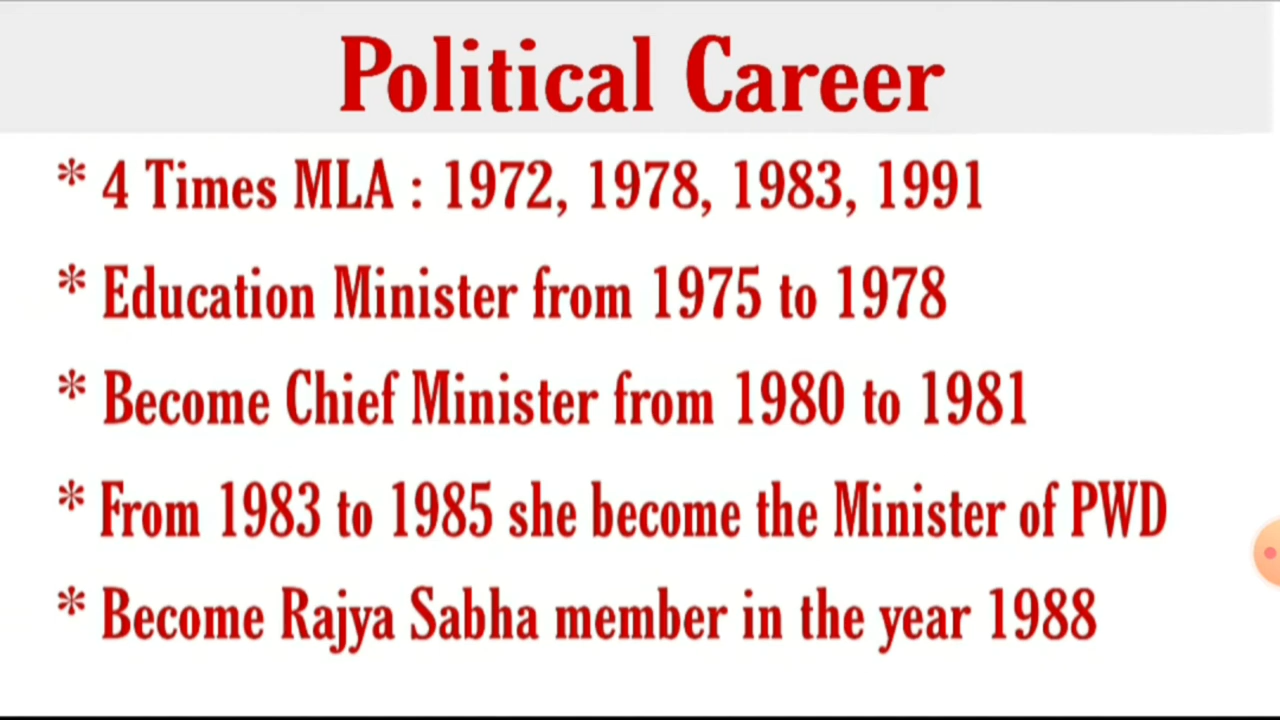 Political Career
* 4 Times MLA : 1972, 1978, 1983, 1991
* Education Minister from 1975 to 1978
* Become Chief Minister from 1980 to 1981
* From 1983 to 1985 she become the Minister of PWD
* Become Rajya Sabha member in the year 1988